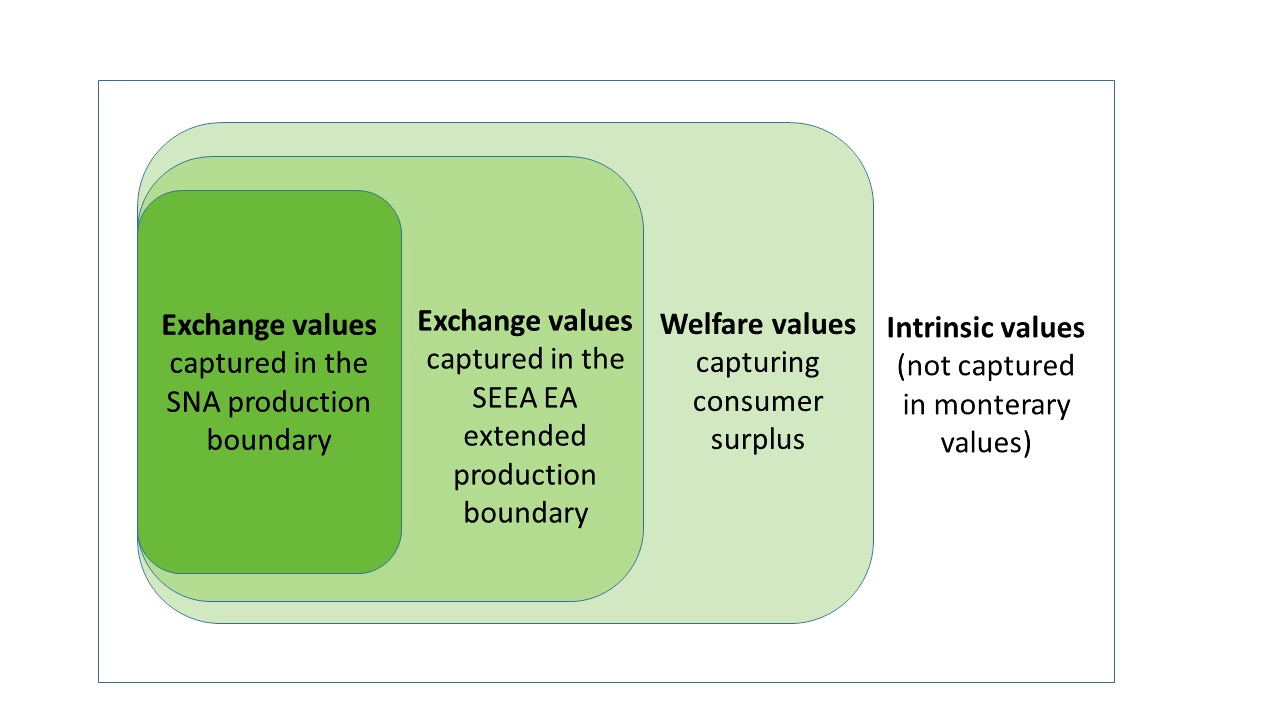 Exchange values
captured in the
SNA production
boundary
Exchange values
captured in the
SEEA EA
extended
production
boundary
Welfare values
capturing
consumer
surplus
Intrinsic values
(not captured
in monterary
values)